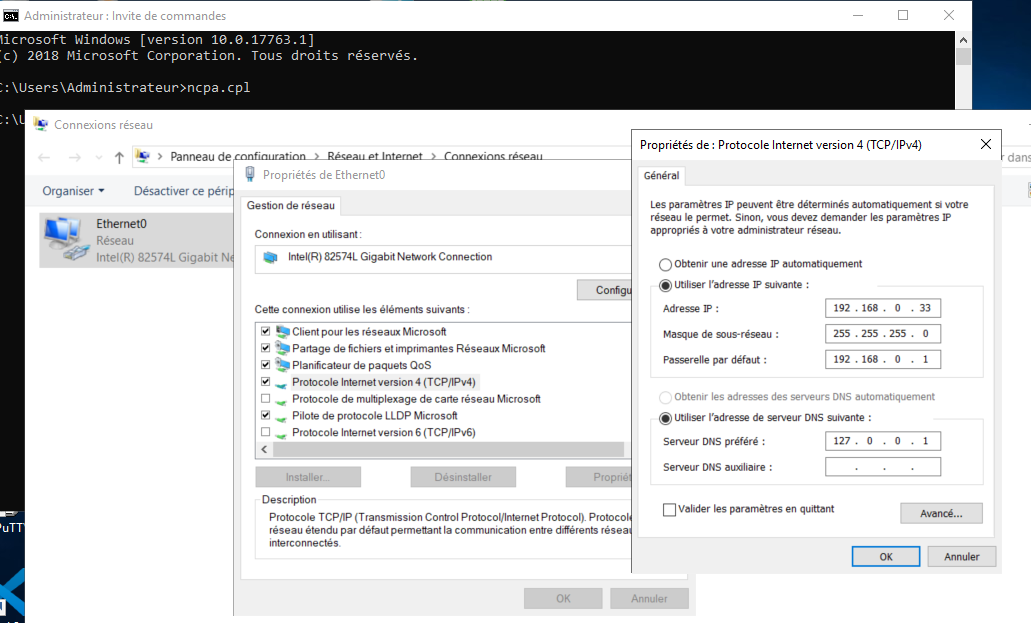 Administrateur : Invite de commandes
Microsoft Windows [version 10.0.17763.1]
(c) 2018 Microsoft Corporation. Tous droits réservés.
C:\Users\Administrateur>ncpa.cpl
C:\U
Connexions réseau
Panneau de configuration > Réseau et Internet > Connexions réseau
dans
Organiser
Désactive ce périp
Ethernet0
Réseau
Intel(R) 82574L Gigabit Ne
Propriétés de Ethernet0
Gestion de réseau
Connexion en utilisant :
Intel(R) 82574L Gigabit Network Connection
Configu
Cette connexion utilise les éléments suivants :
Client pour les réseaux Microsoft
Partage de fichiers et imprimantes Réseaux Microsoft
Planificateur de paquets QoS
Protocole Internet version 4 (TCP/IPv4)
Protocole de multiplexage de carte réseau Microsoft
Pilote de protocole LLDP Microsoft
Protocole Internet version 6 (TCP/IPv6)
Installer...
Désinstaller
Propriét
Description
Protocole TCP/IP (Transmission Control Protocol/Internet Protocol). Protocole
réseau étendu par défaut permettant la communication entre différents réseau
interconnectés.
OK
Annuler
Propriétés de : Protocole Internet version 4 (TCP/IPv4)
Général
Les paramètres IP peuvent être déterminés automatiquement si votre
réseau le permet. Sinon, vous devez demander les paramètres IP
appropriés à votre administrateur réseau.
Obtenir une adresse IP automatiquement
Utiliser l'adresse IP suivante :
Adresse IP : 192 . 168 . 0 . 33
Masque de sous-réseau : 255 . 255 . 255 . 0
Passerelle par défaut : 192 . 168 . 0 . 1
Obtenir les adresses des serveurs DNS automatiquement
Utiliser l'adresse de serveur DNS suivante :
Serveur DNS préféré : 127 . 0 . 0 . 1
Serveur DNS auxiliaire : . . .
Valider les paramètres en quittant
Avancé...
OK
Annuler
PuTT